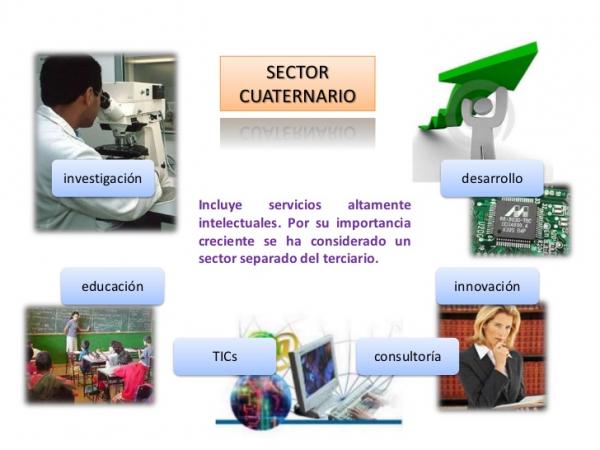 SECTOR
CUATERNARIO
investigación
desarrollo
Incluye servicios altamente
intelectuales. Por su importancia
creciente se ha considerado un
sector separado del terciario.
educación
innovación
TICs
consultoría